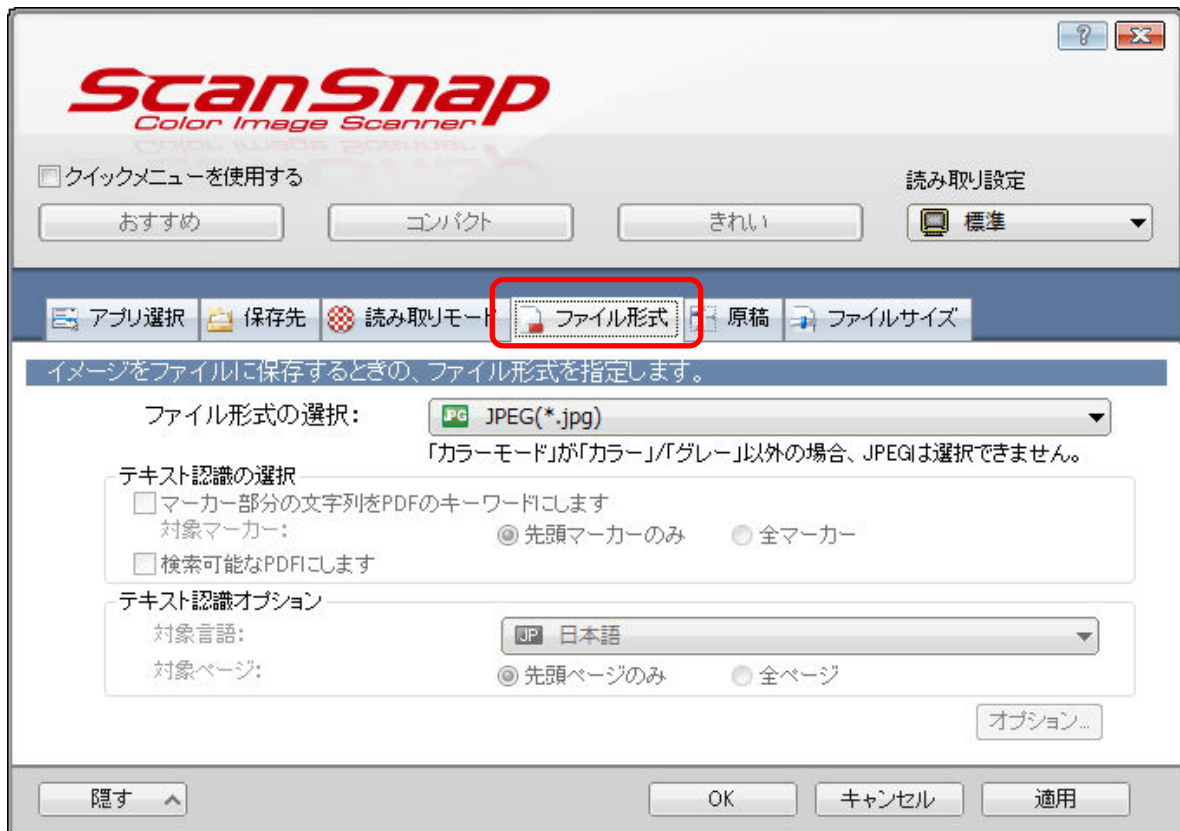 ScanSnap
Color Image Scanner
クイックメニューを使用する
読み取り設定
おすすめ コンパクト きれい 標準
アプリ選択 保存先 読み取りモード ファイル形式 原稿 ファイルサイズ
イメージをファイルに保存するときの、ファイル形式を指定します。
ファイル形式の選択: JPG JPEG(*.jpg)
「カラーモード」が「カラー」/「グレー」以外の場合、JPEGは選択できません。
テキスト認識の選択
マーカー部分の文字列をPDFのキーワードにします
対象マーカー: 先頭マーカーのみ 全マーカー
検索可能なPDFにします
テキスト認識オプション
対象言語: JP 日本語
対象ページ: 先頭ページのみ 全ページ
オプション...
隠す OK キャンセル 適用